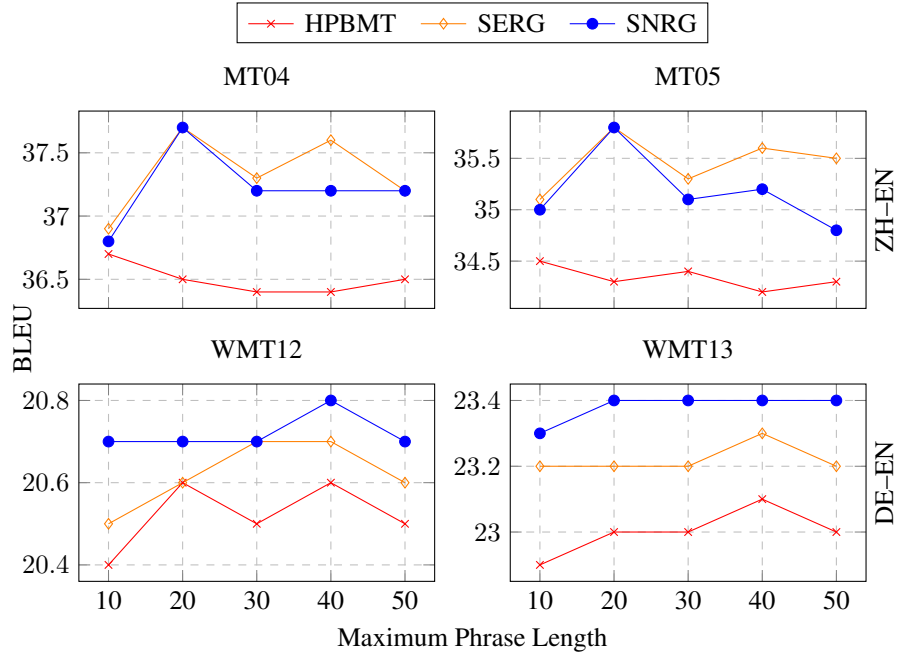 HPBMT SERG SNRG
MT04 MT05
37.5
37
36.5
35.5
35
34.5
ZH–EN
BLEU
WMT12 WMT13
20.8
20.6
20.4
10 20 30 40 50
23.4
23.2
23
10 20 30 40 50
DE–EN
Maximum Phrase Length